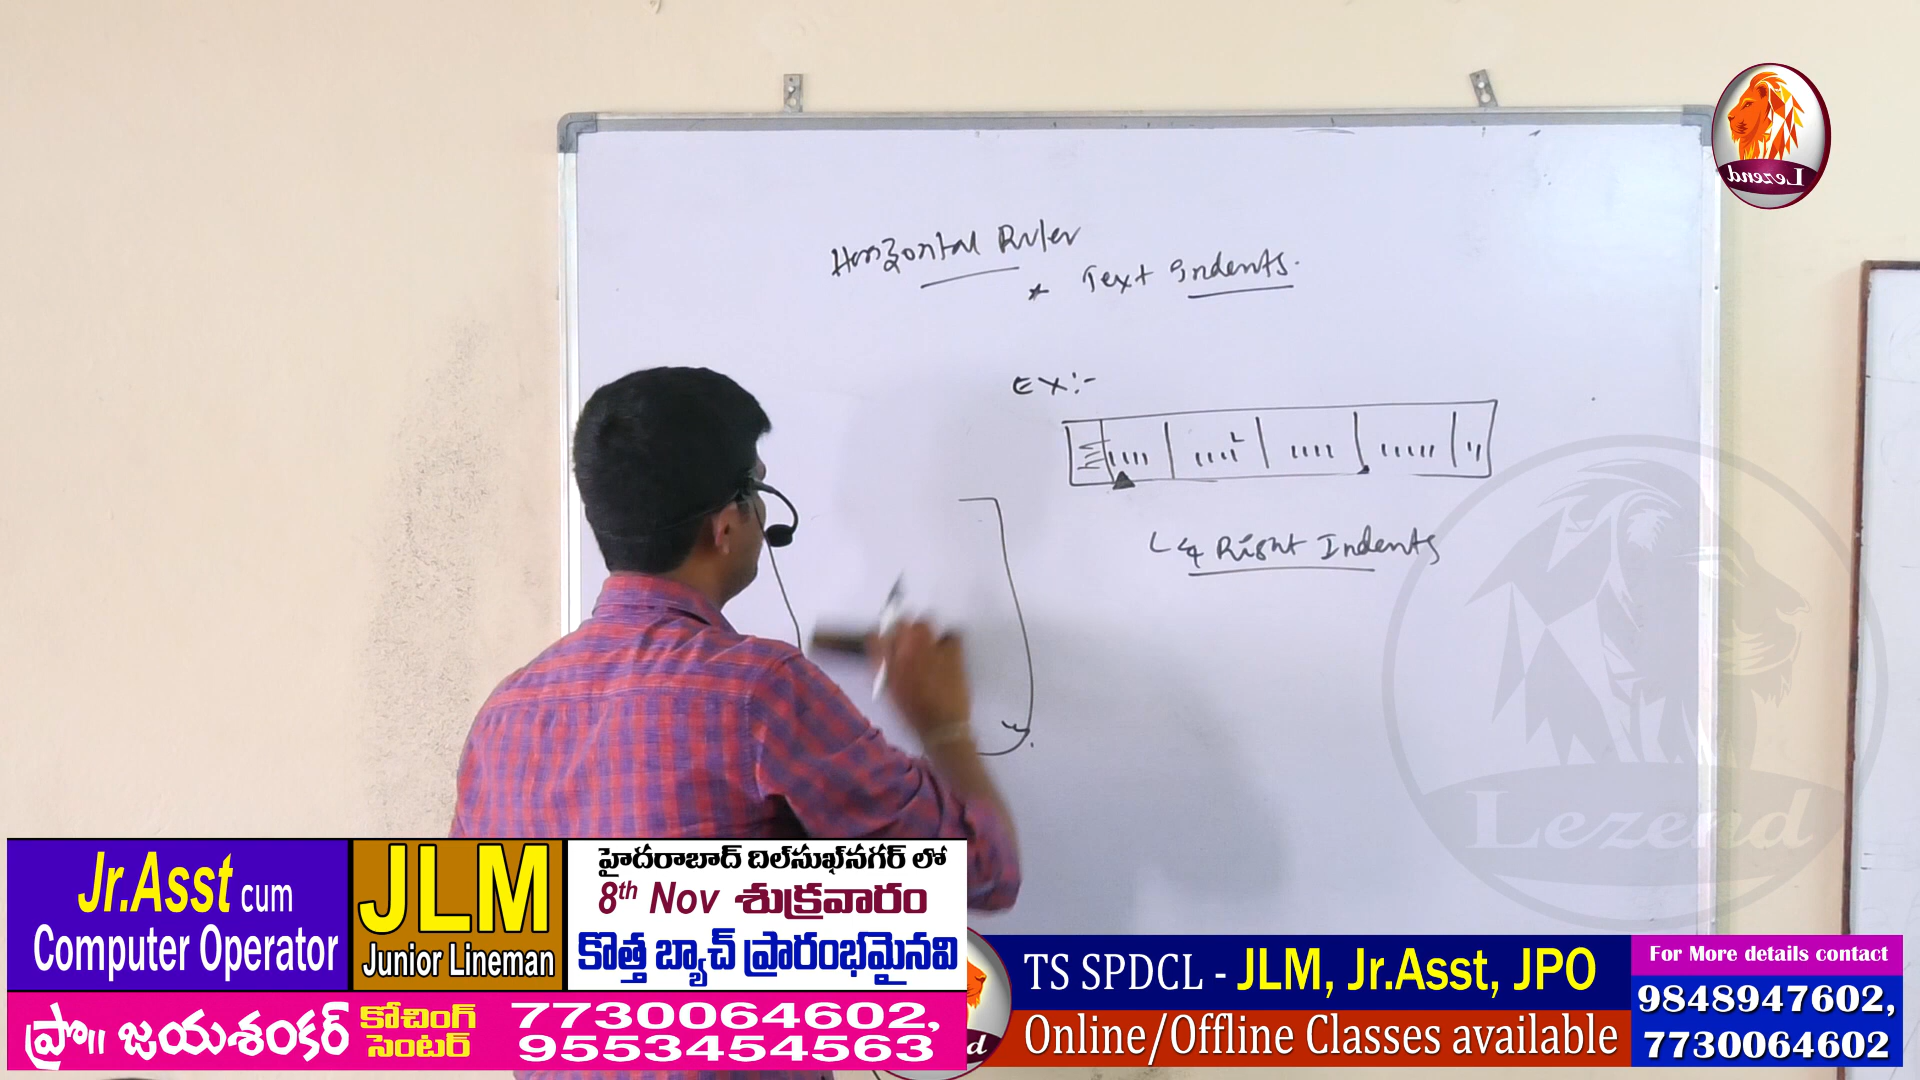 Lezend
Horizontal Ruler
* Text Indents.
Ex:-
L
L & Right Indents
Lezend
Jr.Asst cum
Computer Operator
JLM
Junior Lineman
హైదరాబాద్ దిల్‌సుఖ్‌నగర్ లో
8th Nov శుక్రవారం
కొత్త బ్యాచ్ ప్రారంభమైనవి
ప్రొ|| జయశంకర్ కోచింగ్ సెంటర్
7730064602,
9553454563
d
TS SPDCL - JLM, Jr.Asst, JPO
Online/Offline Classes available
For More details contact
9848947602,
7730064602